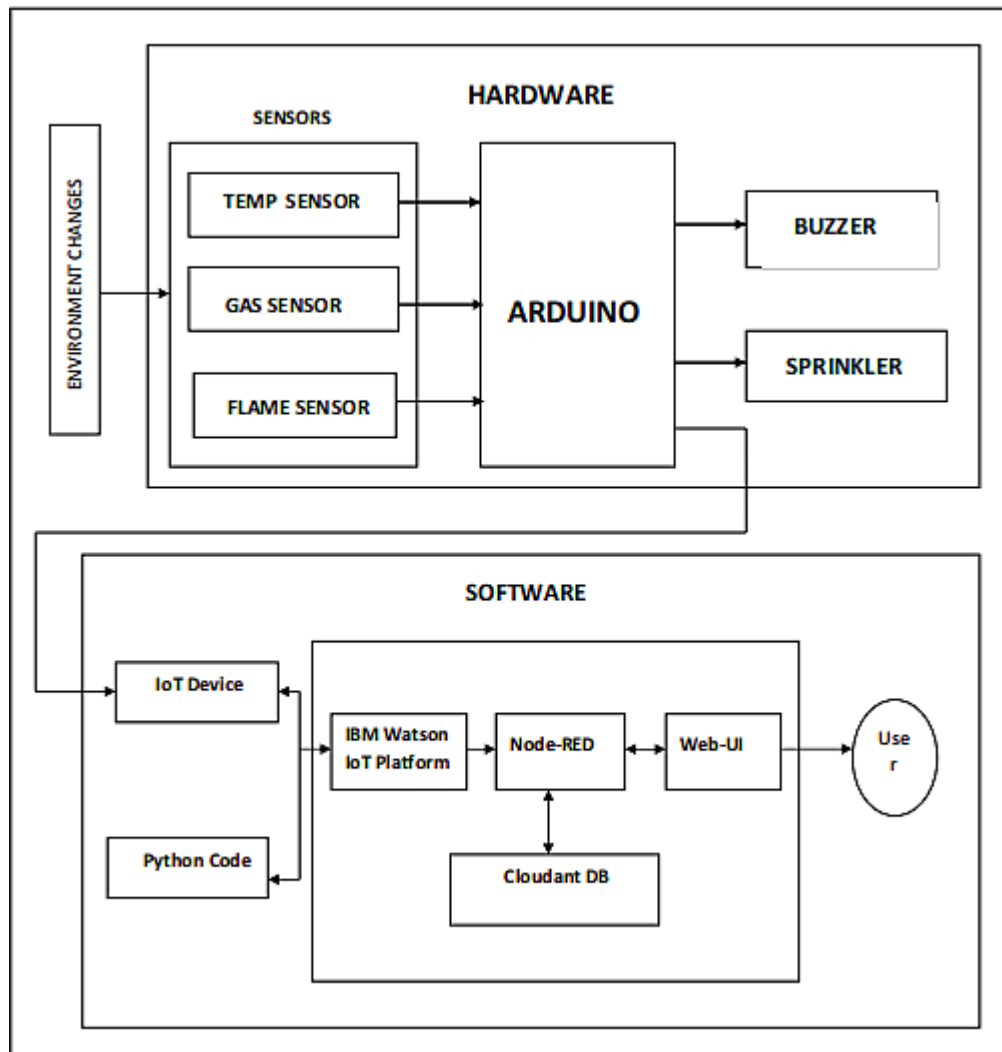 HARDWARE
SENSORS
ENVIRONMENT CHANGES
TEMP SENSOR
GAS SENSOR
FLAME SENSOR
ARDUINO
BUZZER
SPRINKLER
SOFTWARE
IoT Device
Python Code
IBM Watson
IoT Platform
Node-RED
Web-UI
Cloudant DB
Use
r